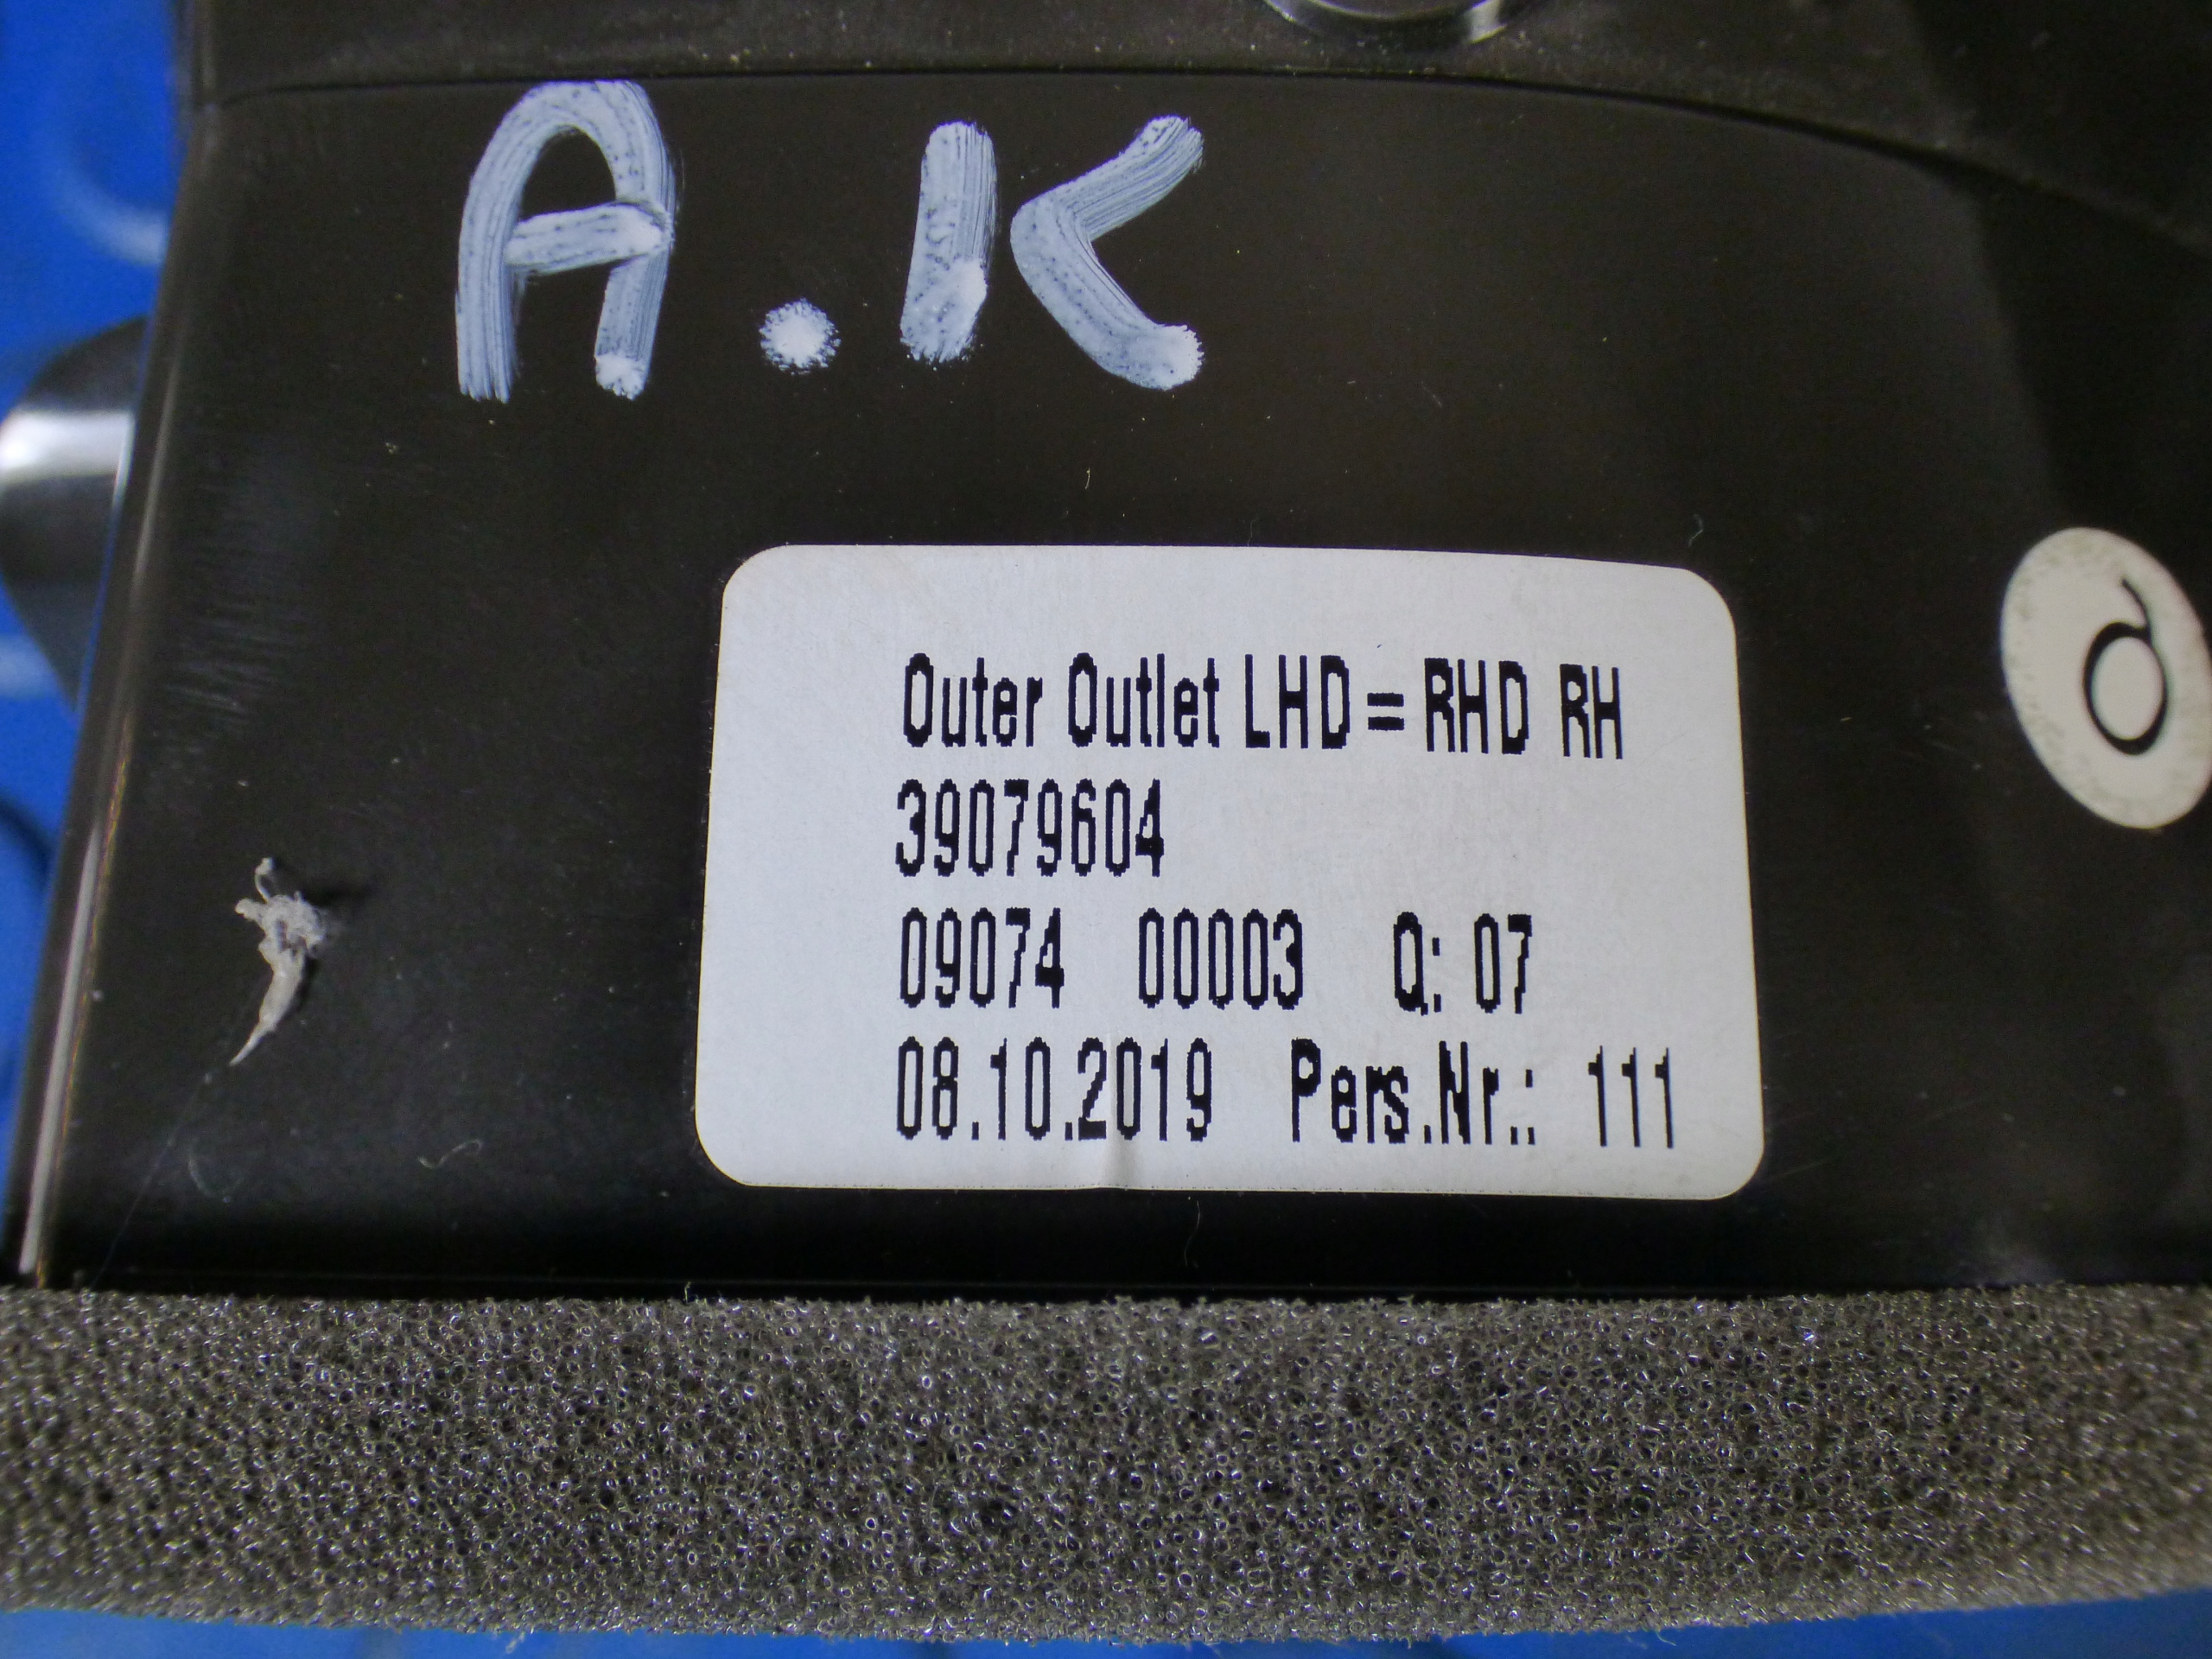 A.K
Outer Outlet LHD = RHD RH
39079604
09074 00003 Q: 07
08.10.2019 Pers.Nr.: 111